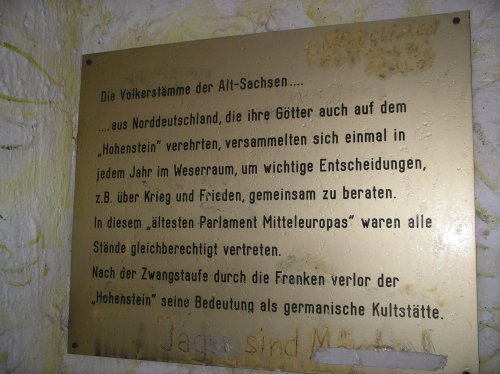 Die Völkerstämme der Alt-Sachsen....
....aus Norddeutschland, die ihre Götter auch auf dem
„Hohenstein" verehrten, versammelten sich einmal in
jedem Jahr im Weserraum, um wichtige Entscheidungen,
z.B. über Krieg und Frieden, gemeinsam zu beraten.
In diesem „ältesten Parlament Mitteleuropas" waren alle
Stände gleichberechtigt vertreten.
Nach der Zwangstaufe durch die Franken verlor der
„Hohenstein" seine Bedeutung als germanische Kultstätte.
Jäger sind